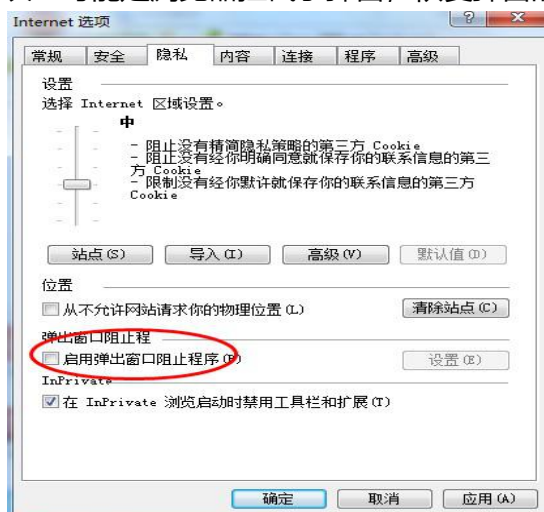 Internet 选项
常规 安全 隐私 内容 连接 程序 高级
设置
选择 Internet 区域设置。
中
- 阻止没有精简隐私策略的第三方 Cookie
- 阻止没有经你明确同意就保存你的联系信息的第三
方 Cookie
- 限制没有经你默许就保存你的联系信息的第三方
Cookie
站点(S) 导入(I) 高级(V) 默认值(D)
位置
从不允许网站请求你的物理位置(L) 清除站点(C)
弹出窗口阻止程
启用弹出窗口阻止程序(B) 设置(E)
InPrivate
在 InPrivate 浏览启动时禁用工具栏和扩展(T)
确定 取消 应用(A)